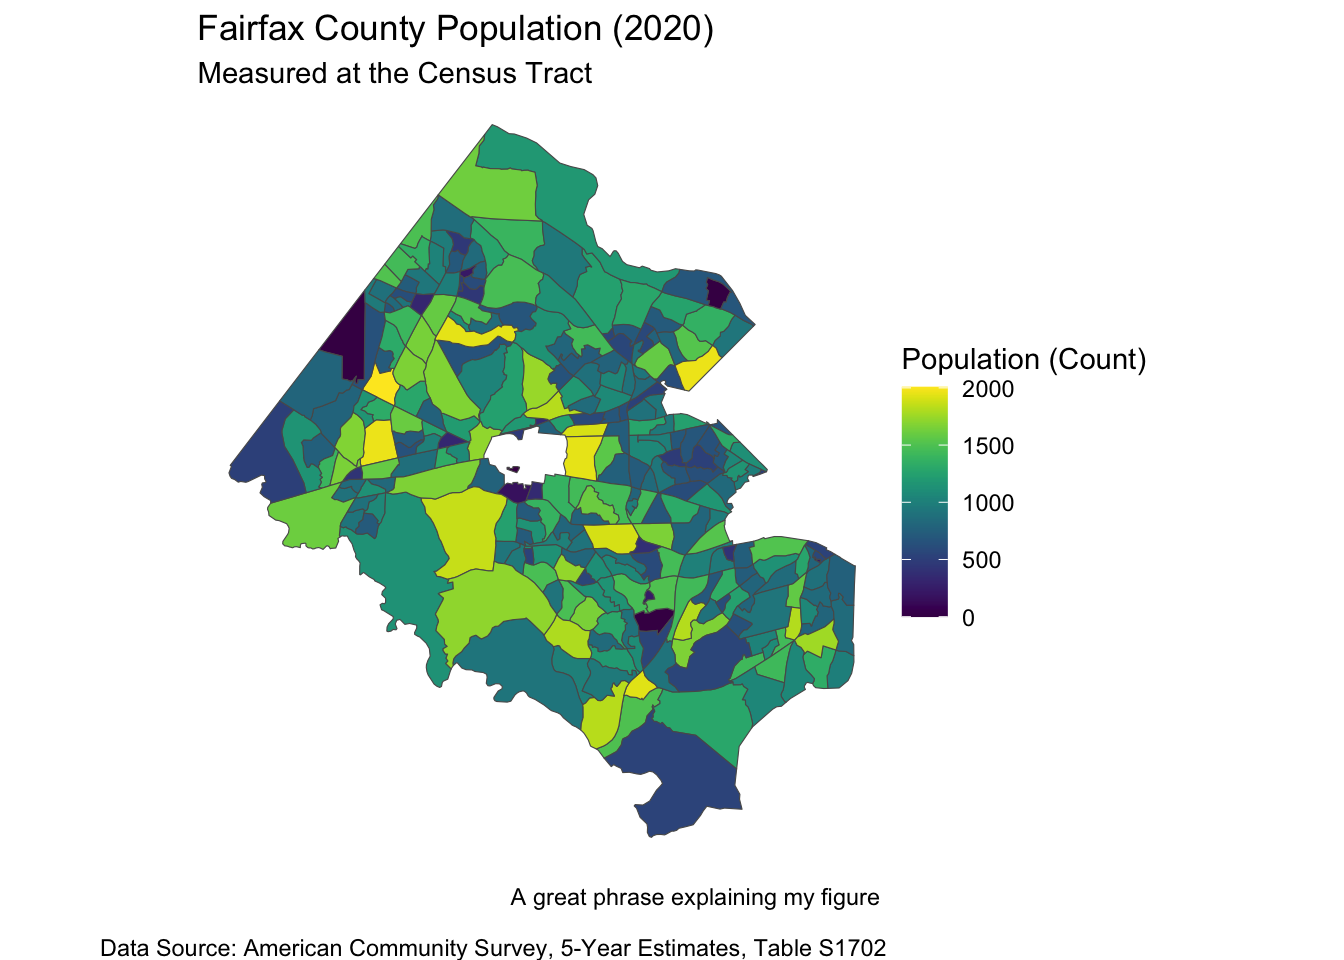 Fairfax County Population (2020)
Measured at the Census Tract
Population (Count)
2000
1500
1000
500
0
A great phrase explaining my figure
Data Source: American Community Survey, 5-Year Estimates, Table S1702